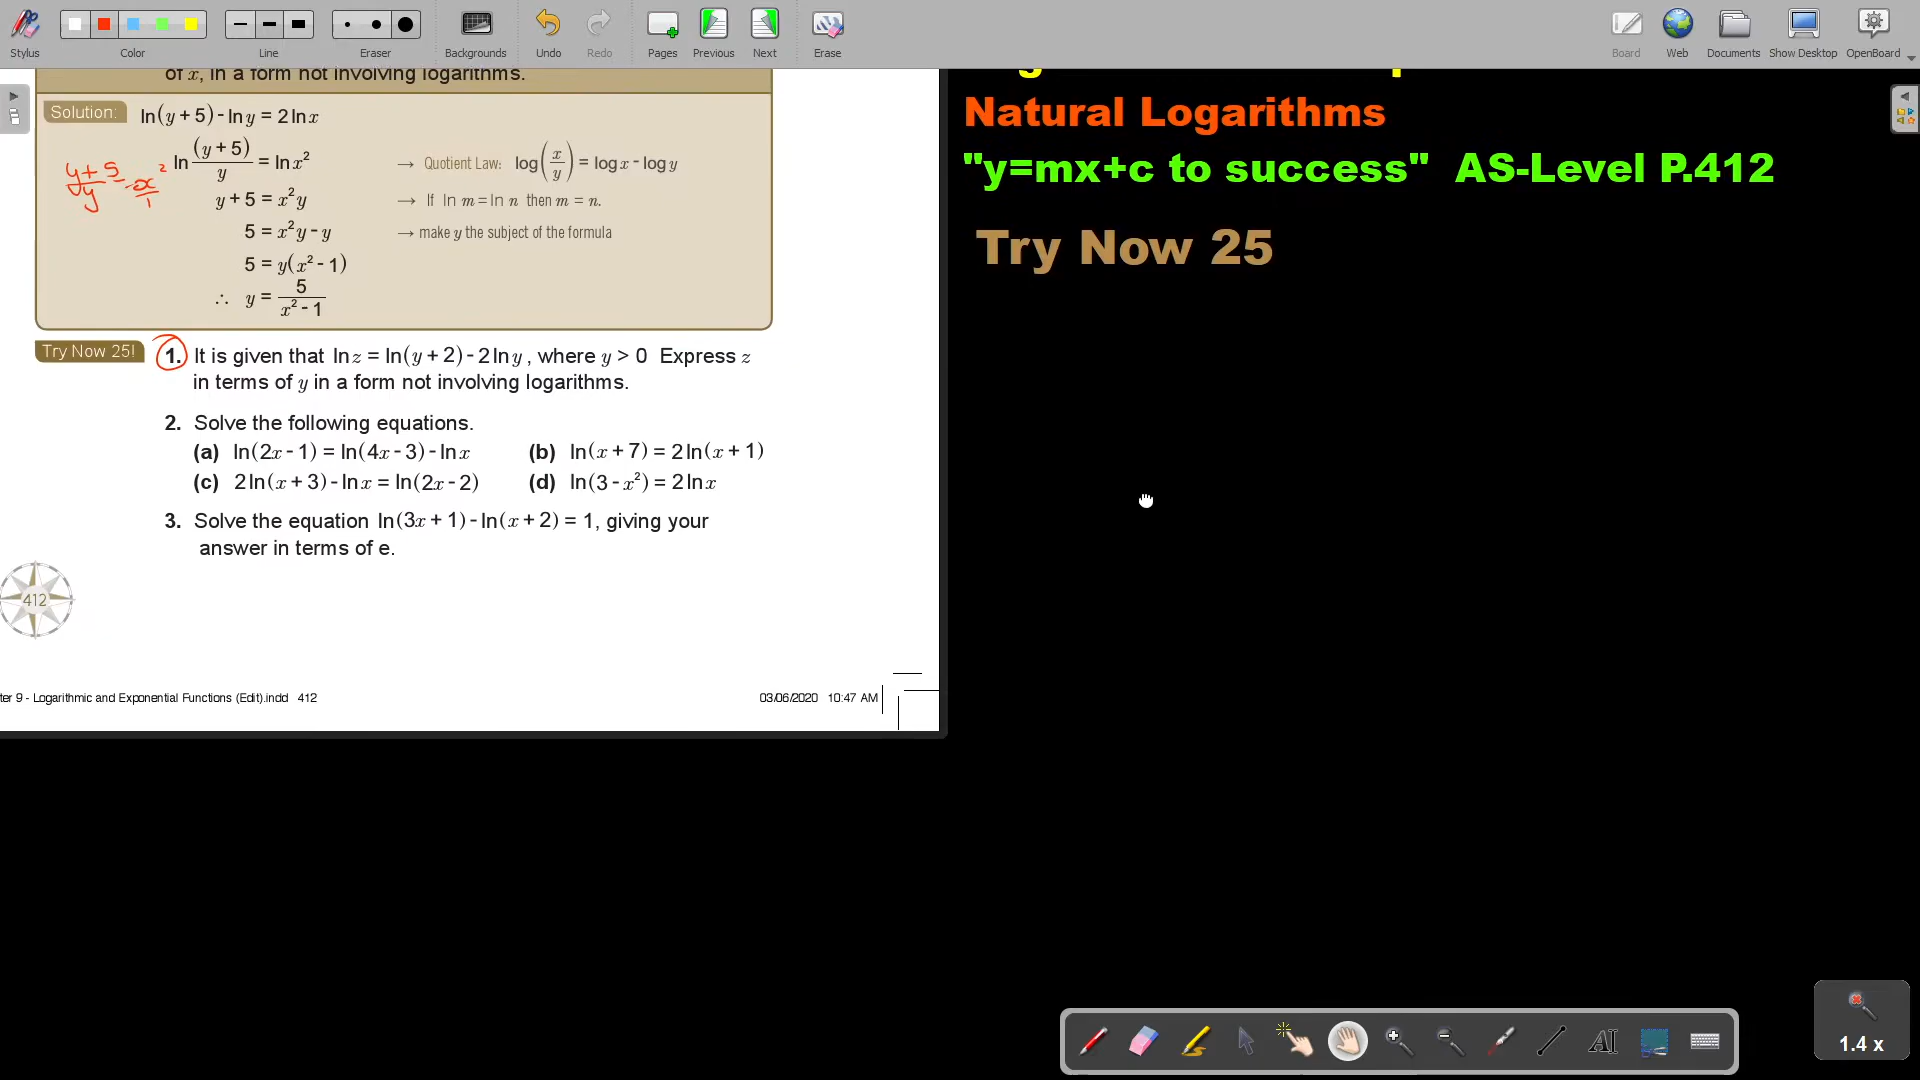 Stylus Color Line Eraser Backgrounds Undo Redo Pages Previous Next Erase Board Web Documents Show Desktop OpenBoard
of x, in a form not involving logarithms.
Solution: ln(y + 5) - ln y = 2 ln x
ln (y + 5)/y = ln x² → Quotient Law: log(x/y) = log x - log y
y + 5 / y = x² / 1
y + 5 = x²y → If ln m = ln n then m = n.
5 = x²y - y → make y the subject of the formula
5 = y(x² - 1)
∴ y = 5/(x² - 1)
Try Now 25! 1. It is given that ln z = ln(y + 2) - 2 ln y , where y > 0 Express z
in terms of y in a form not involving logarithms.
2. Solve the following equations.
(a) ln(2x - 1) = ln(4x - 3) - ln x (b) ln(x + 7) = 2 ln(x + 1)
(c) 2 ln(x + 3) - ln x = ln(2x - 2) (d) ln(3 - x²) = 2 ln x
3. Solve the equation ln(3x + 1) - ln(x + 2) = 1, giving your
answer in terms of e.
412
ter 9 - Logarithmic and Exponential Functions (Edit).indd 412 03/06/2020 10:47 AM
Natural Logarithms
"y=mx+c to success" AS-Level P.412
Try Now 25
1.4 x